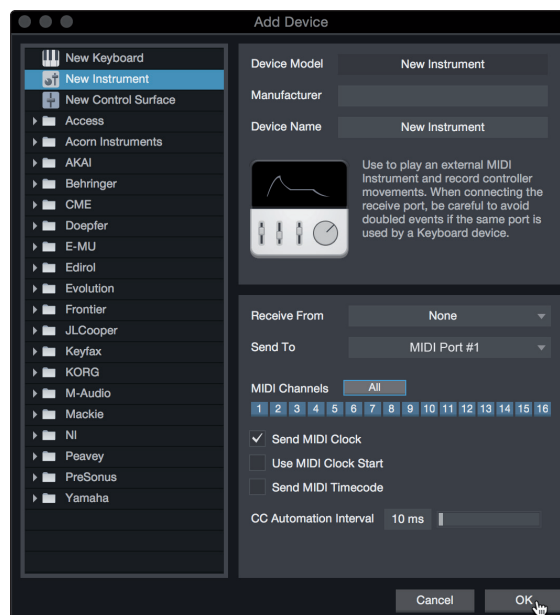 Add Device
New Keyboard
New Instrument
New Control Surface
Access
Acorn Instruments
AKAI
Behringer
CME
Doepfer
E-MU
Edirol
Evolution
Frontier
JLCooper
Keyfax
KORG
M-Audio
Mackie
NI
Peavey
PreSonus
Yamaha
Device Model New Instrument
Manufacturer
Device Name New Instrument
Use to play an external MIDI
Instrument and record controller
movements. When connecting the
receive port, be careful to avoid
doubled events if the same port is
used by a Keyboard device.
Receive From None
Send To MIDI Port #1
MIDI Channels All
1 2 3 4 5 6 7 8 9 10 11 12 13 14 15 16
Send MIDI Clock
Use MIDI Clock Start
Send MIDI Timecode
CC Automation Interval 10 ms
Cancel OK